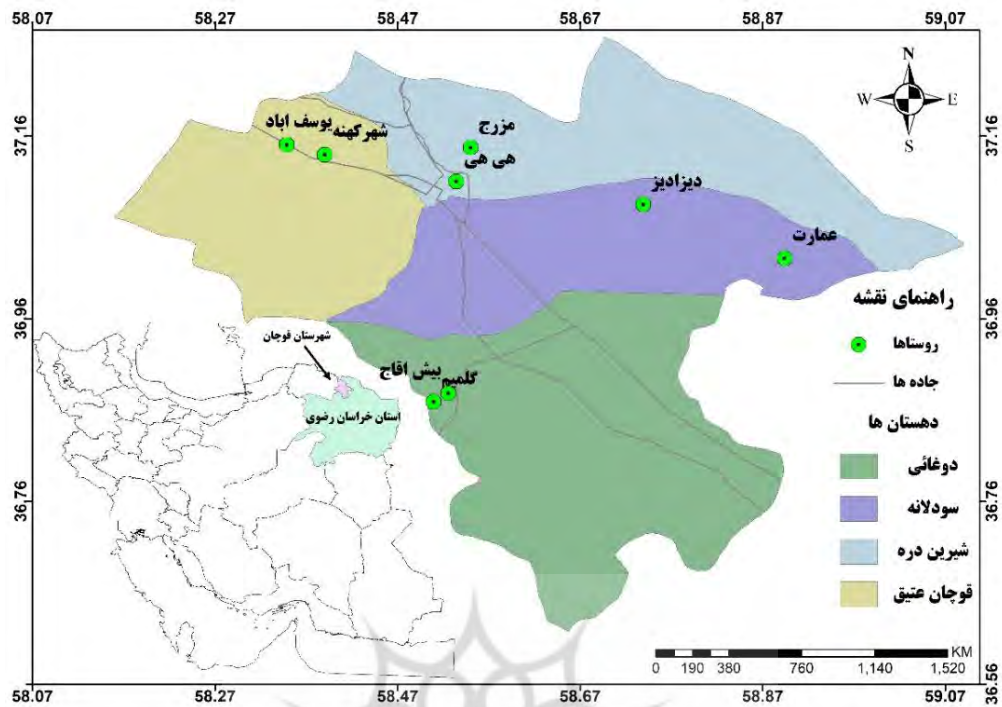 58.07 58.27 58.47 58.67 58.87 59.07
37.16 37.16
36.96 36.96
36.76 36.76
36.56
N
W E
S
یوسف اباد
شهرکهنه
مزرج
هی هی
دیزادیز
عمارت
بیش اقاج
گلمیم
شهرستان قوچان
استان خراسان رضوی
راهنمای نقشه
روستاها
جاده ها
دهستان ها
دوغائی
سودلانه
شیرین دره
قوچان عتیق
KM
0 190 380 760 1,140 1,520
58.07 58.27 58.47 58.67 58.87 59.07